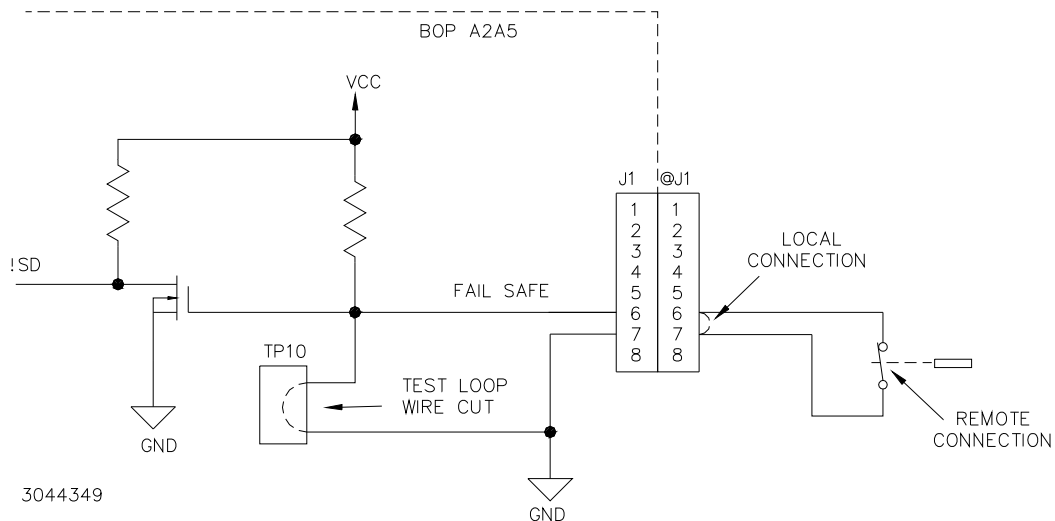 BOP A2A5
VCC
J1 @J1
1 1
2 2
3 3
4 4
5 5
6 6
7 7
8 8
LOCAL
CONNECTION
!SD
FAIL SAFE
TP10
TEST LOOP
WIRE CUT
REMOTE
CONNECTION
GND
GND
3044349